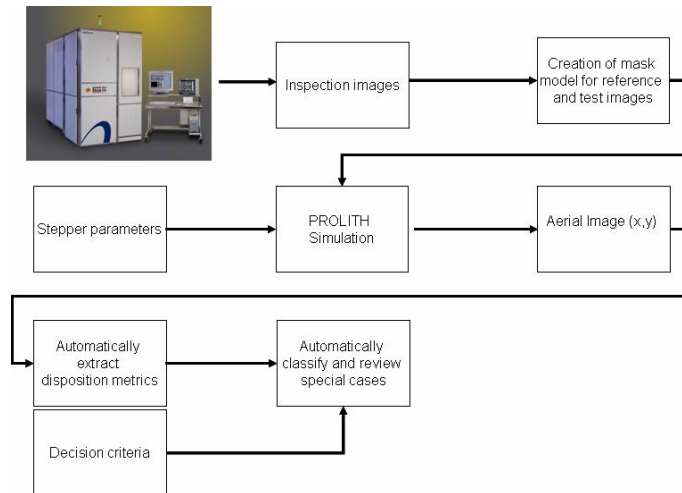 Inspection images
Creation of mask
model for reference
and test images
Stepper parameters
PROLITH
Simulation
Aerial Image (x,y)
Automatically
extract
disposition metrics
Automatically
classify and review
special cases
Decision criteria